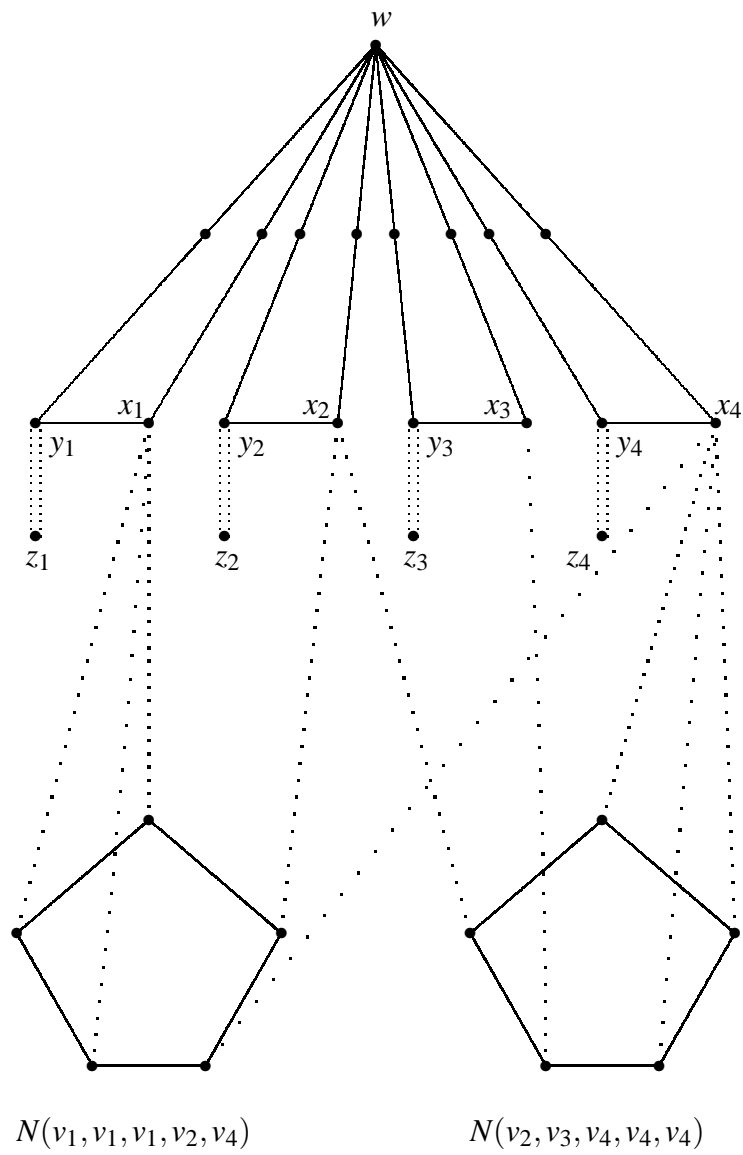 w
x₁ x₂ x₃ x₄
y₁ y₂ y₃ y₄
z₁ z₂ z₃ z₄
N(v₁, v₁, v₁, v₂, v₄) N(v₂, v₃, v₄, v₄, v₄)